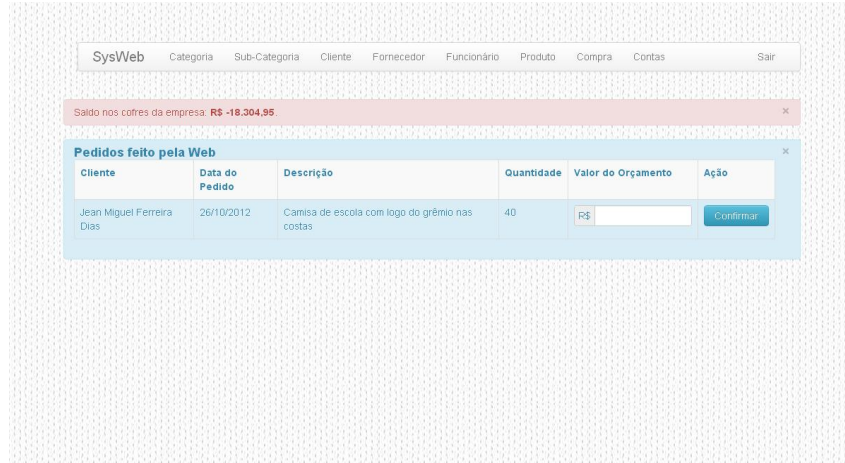 SysWeb Categoria Sub-Categoria Cliente Fornecedor Funcionário Produto Compra Contas Sair
Saldo nos cofres da empresa: R$ -18.304,95. ×
Pedidos feito pela Web ×
Cliente Data do Pedido Descrição Quantidade Valor do Orçamento Ação
Jean Miguel Ferreira Dias 26/10/2012 Camisa de escola com logo do grêmio nas costas 40 R$ Confirmar